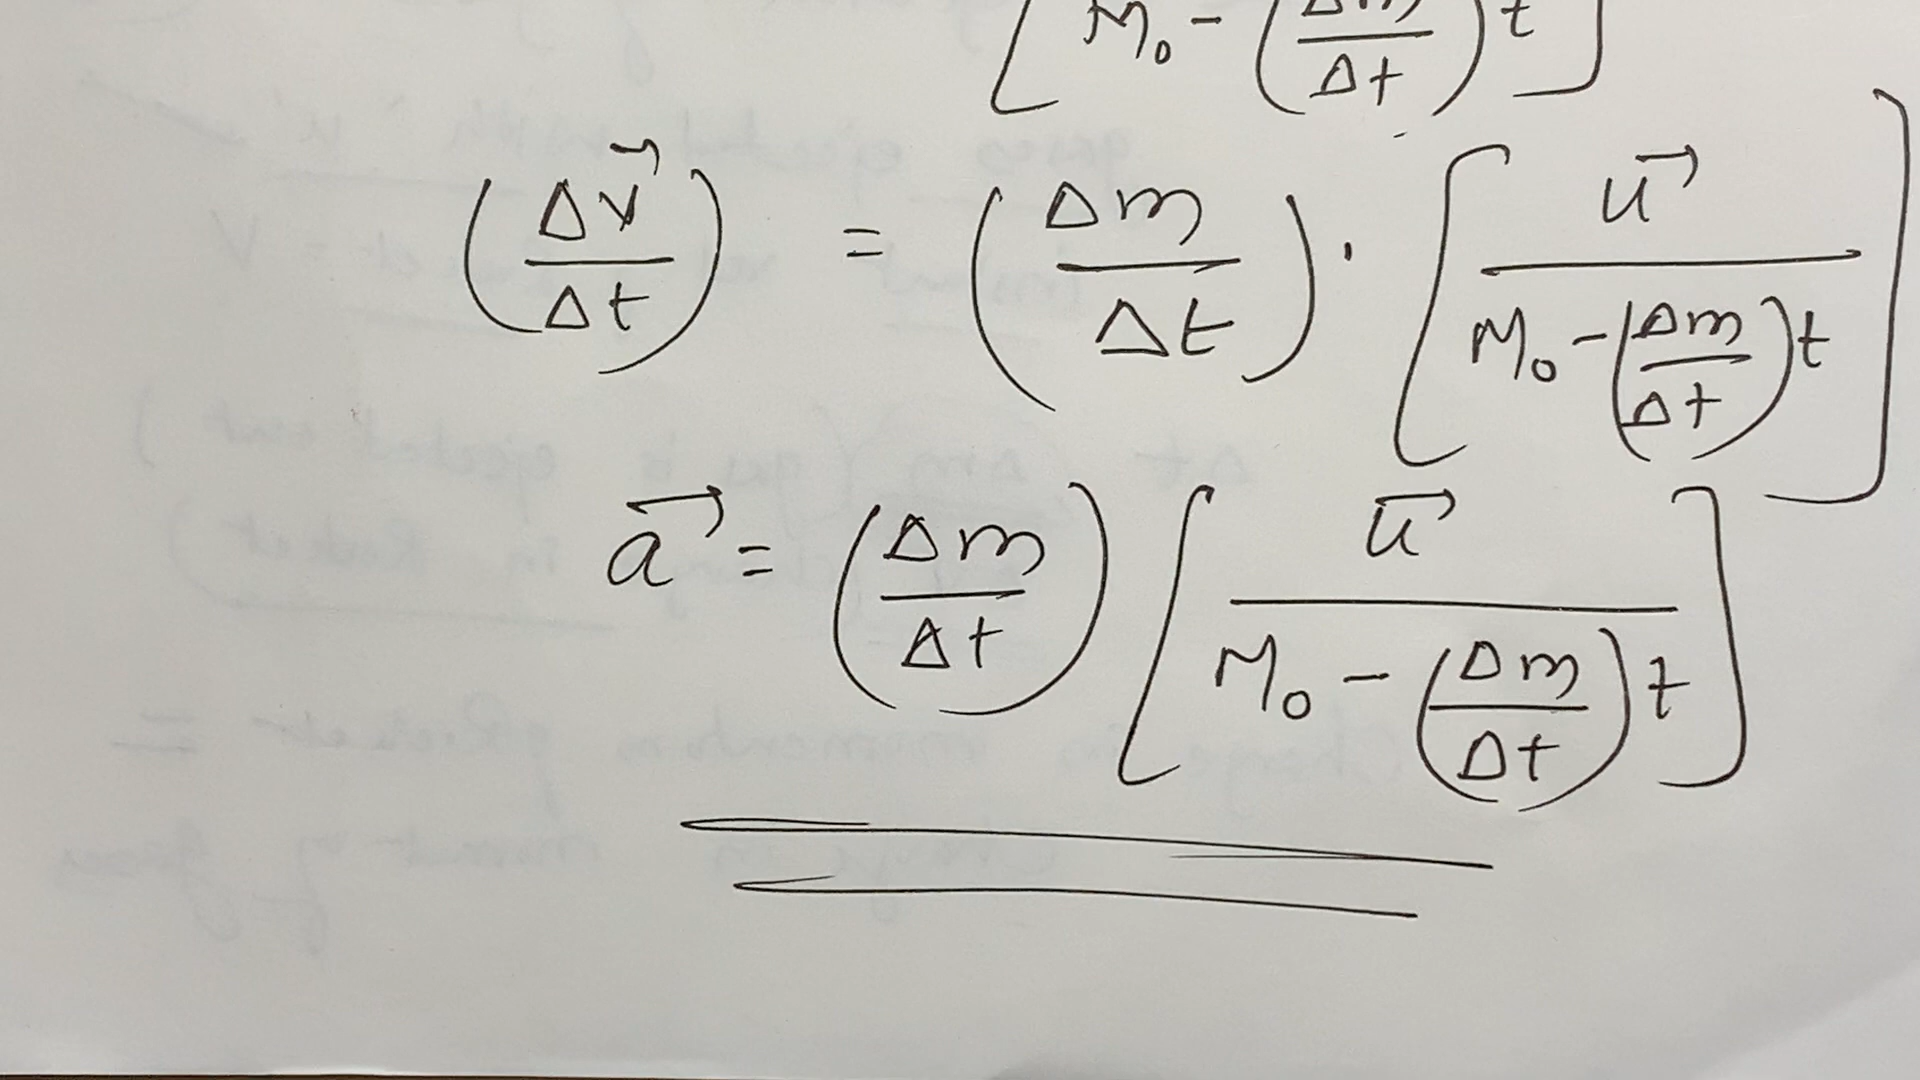 [M₀ - (Δm/Δt)t]
(Δv⃗/Δt) = (Δm/Δt) · [u⃗/(M₀ - (Δm/Δt)t)]
a⃗ = (Δm/Δt) [u⃗/(M₀ - (Δm/Δt)t)]